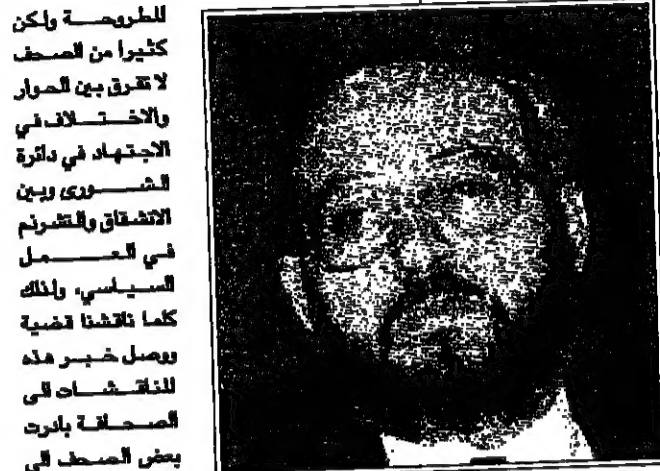 المطروحة ولكن
كثيرا من الصحف
لا تفرق بين الحوار
والاختلاف في
الاجتهاد في دائرة
الشورى وبين
الانشقاق والتشرذم
في العمل
السياسي، ولذلك
كلما ناقشنا قضية
ووصل خبر هذه
المناقشات الى
الصحافة بادرت
بعض الصحف الى